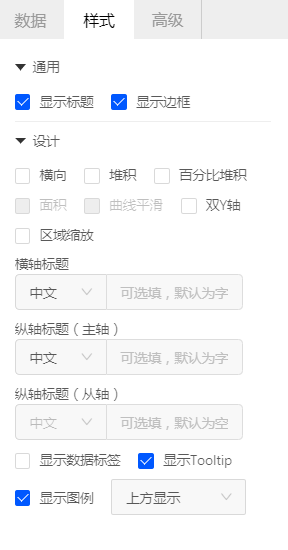 数据 样式 高级
通用
显示标题 显示边框
设计
横向 堆积 百分比堆积
面积 曲线平滑 双Y轴
区域缩放
横轴标题
中文 可选填，默认为字
纵轴标题（主轴）
中文 可选填，默认为字
纵轴标题（从轴）
中文 可选填，默认为空
显示数据标签 显示Tooltip
显示图例 上方显示